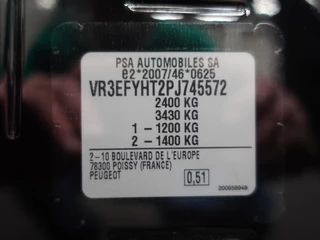 PSA AUTOMOBILES SA
e2*2007/46*0625
VR3EFYHT2PJ745572
2400 KG
3430 KG
1 – 1200 KG
2 – 1400 KG
2–10 BOULEVARD DE L'EUROPE
78300 POISSY (FRANCE)
PEUGEOT
0,51